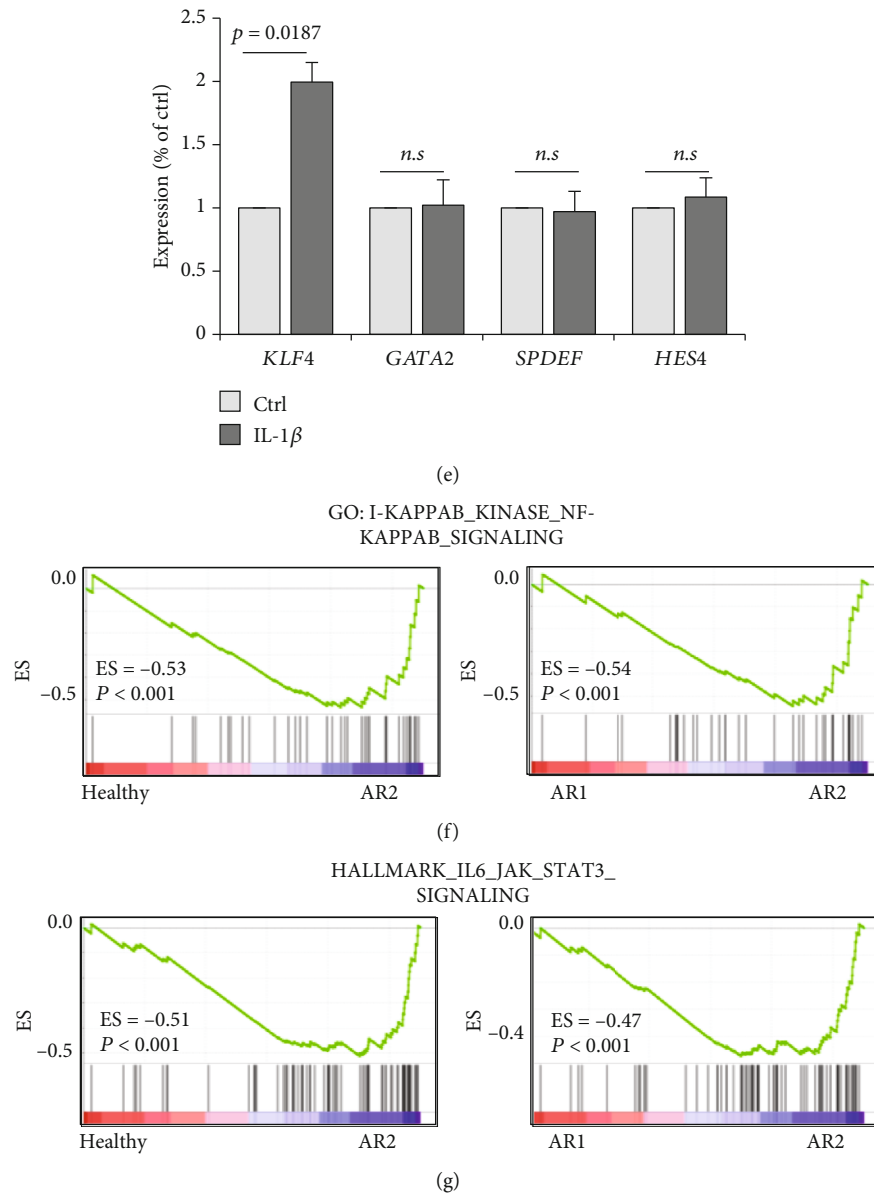 2.5
p = 0.0187
2
1.5
n.s
n.s
n.s
1
0.5
0
Expression (% of ctrl)
KLF4
GATA2
SPDEF
HES4
Ctrl
IL-1β
(e)
GO: I-KAPPAB_KINASE_NF-
KAPPAB_SIGNALING
0.0
ES
−0.5
ES = −0.53
P < 0.001
Healthy
AR2
0.0
ES
−0.5
ES = −0.54
P < 0.001
AR1
AR2
(f)
HALLMARK_IL6_JAK_STAT3_
SIGNALING
0.0
ES
−0.5
ES = −0.51
P < 0.001
Healthy
AR2
0.0
ES
−0.4
ES = −0.47
P < 0.001
AR1
AR2
(g)